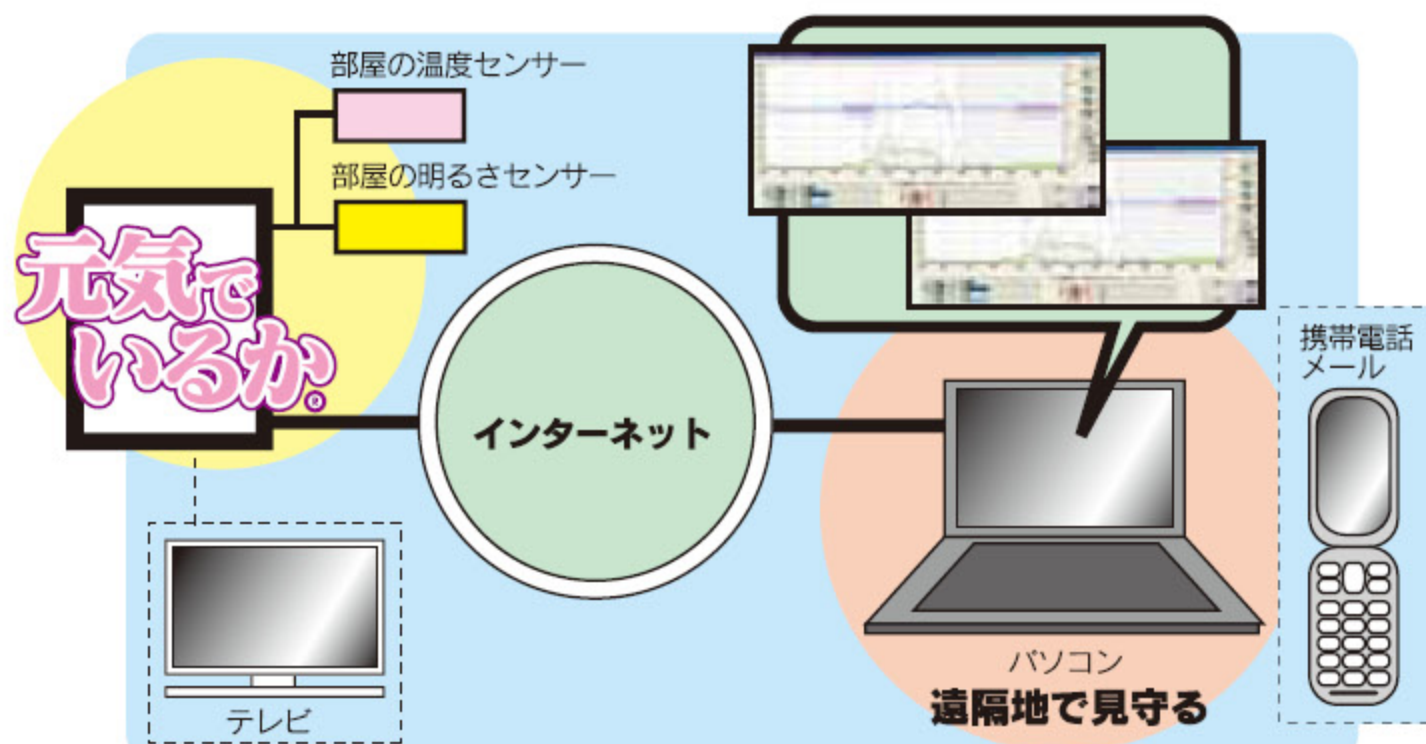 部屋の温度センサー
部屋の明るさセンサー
元気で
いるか®
インターネット
テレビ
パソコン
遠隔地で見守る
携帯電話
メール